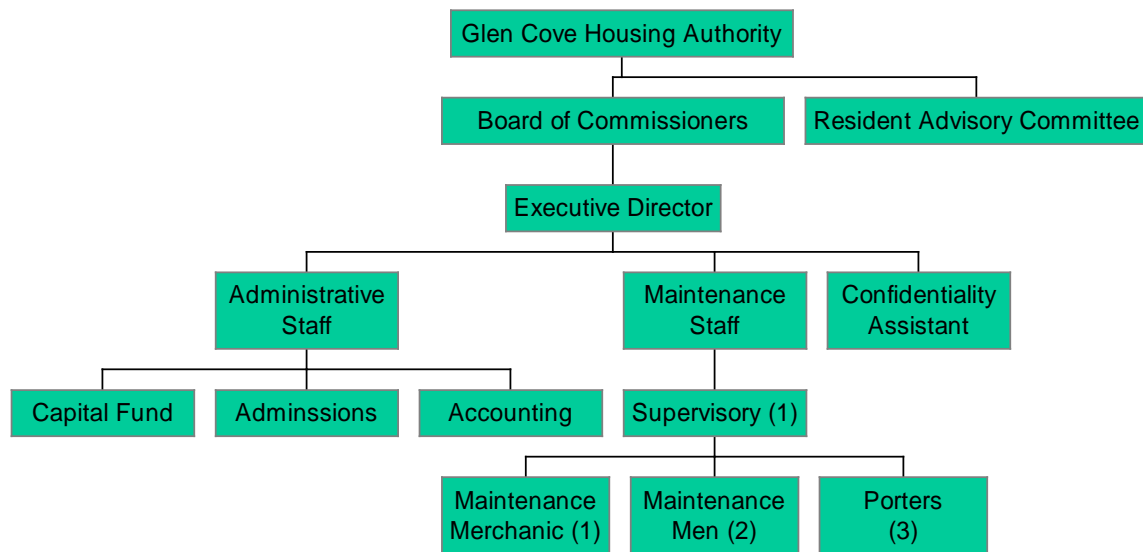 Glen Cove Housing Authority
Board of Commissioners
Resident Advisory Committee
Executive Director
Administrative
Staff
Maintenance
Staff
Confidentiality
Assistant
Capital Fund
Adminssions
Accounting
Supervisory (1)
Maintenance
Merchanic (1)
Maintenance
Men (2)
Porters
(3)